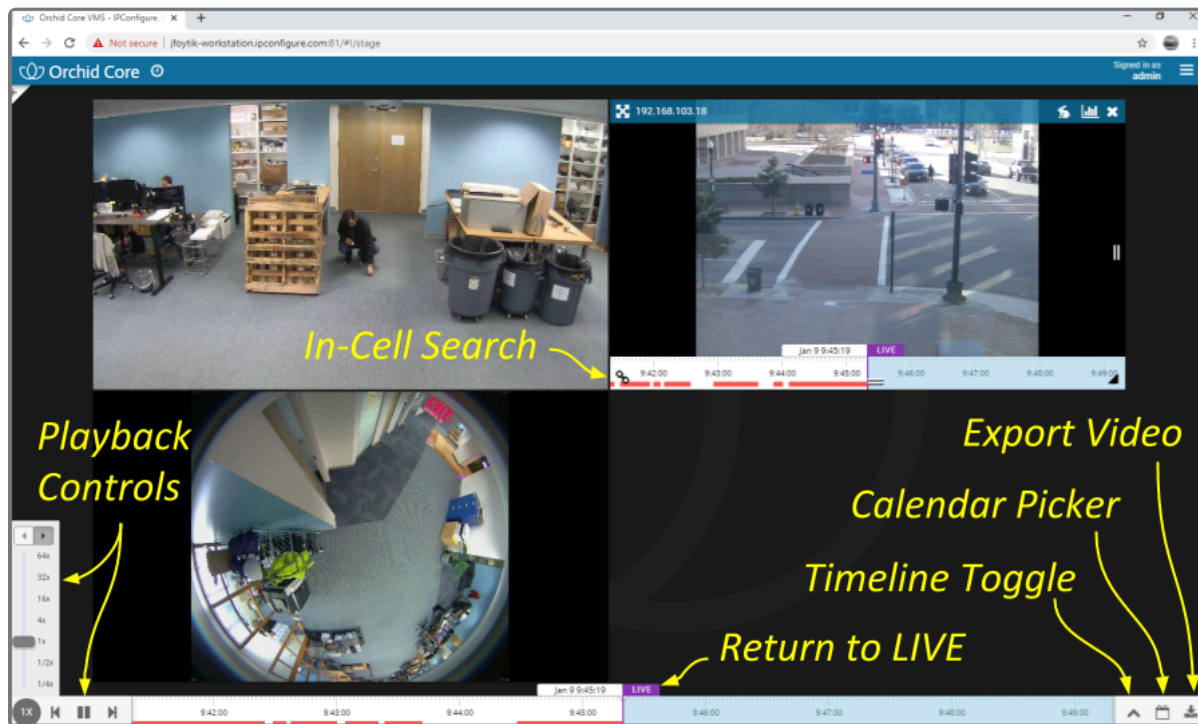 Orchid Core VMS - IPConfigure,
Not secure | jfoytik-workstation.ipconfigure.com:81/#!/stage
Orchid Core
Signed in as
admin
192.168.103.18
EXIT
In-Cell Search
Jan 9 9:45:19 LIVE
9:42:00 9:43:00 9:44:00 9:45:00 9:46:00 9:47:00 9:48:00 9:49:00
Playback
Controls
Export Video
Calendar Picker
Timeline Toggle
Return to LIVE
64x
32x
16x
4x
1x
1/2x
1/4x
Jan 9 9:45:19 LIVE
1X 9:42:00 9:43:00 9:44:00 9:45:00 9:46:00 9:47:00 9:48:00 9:49:00